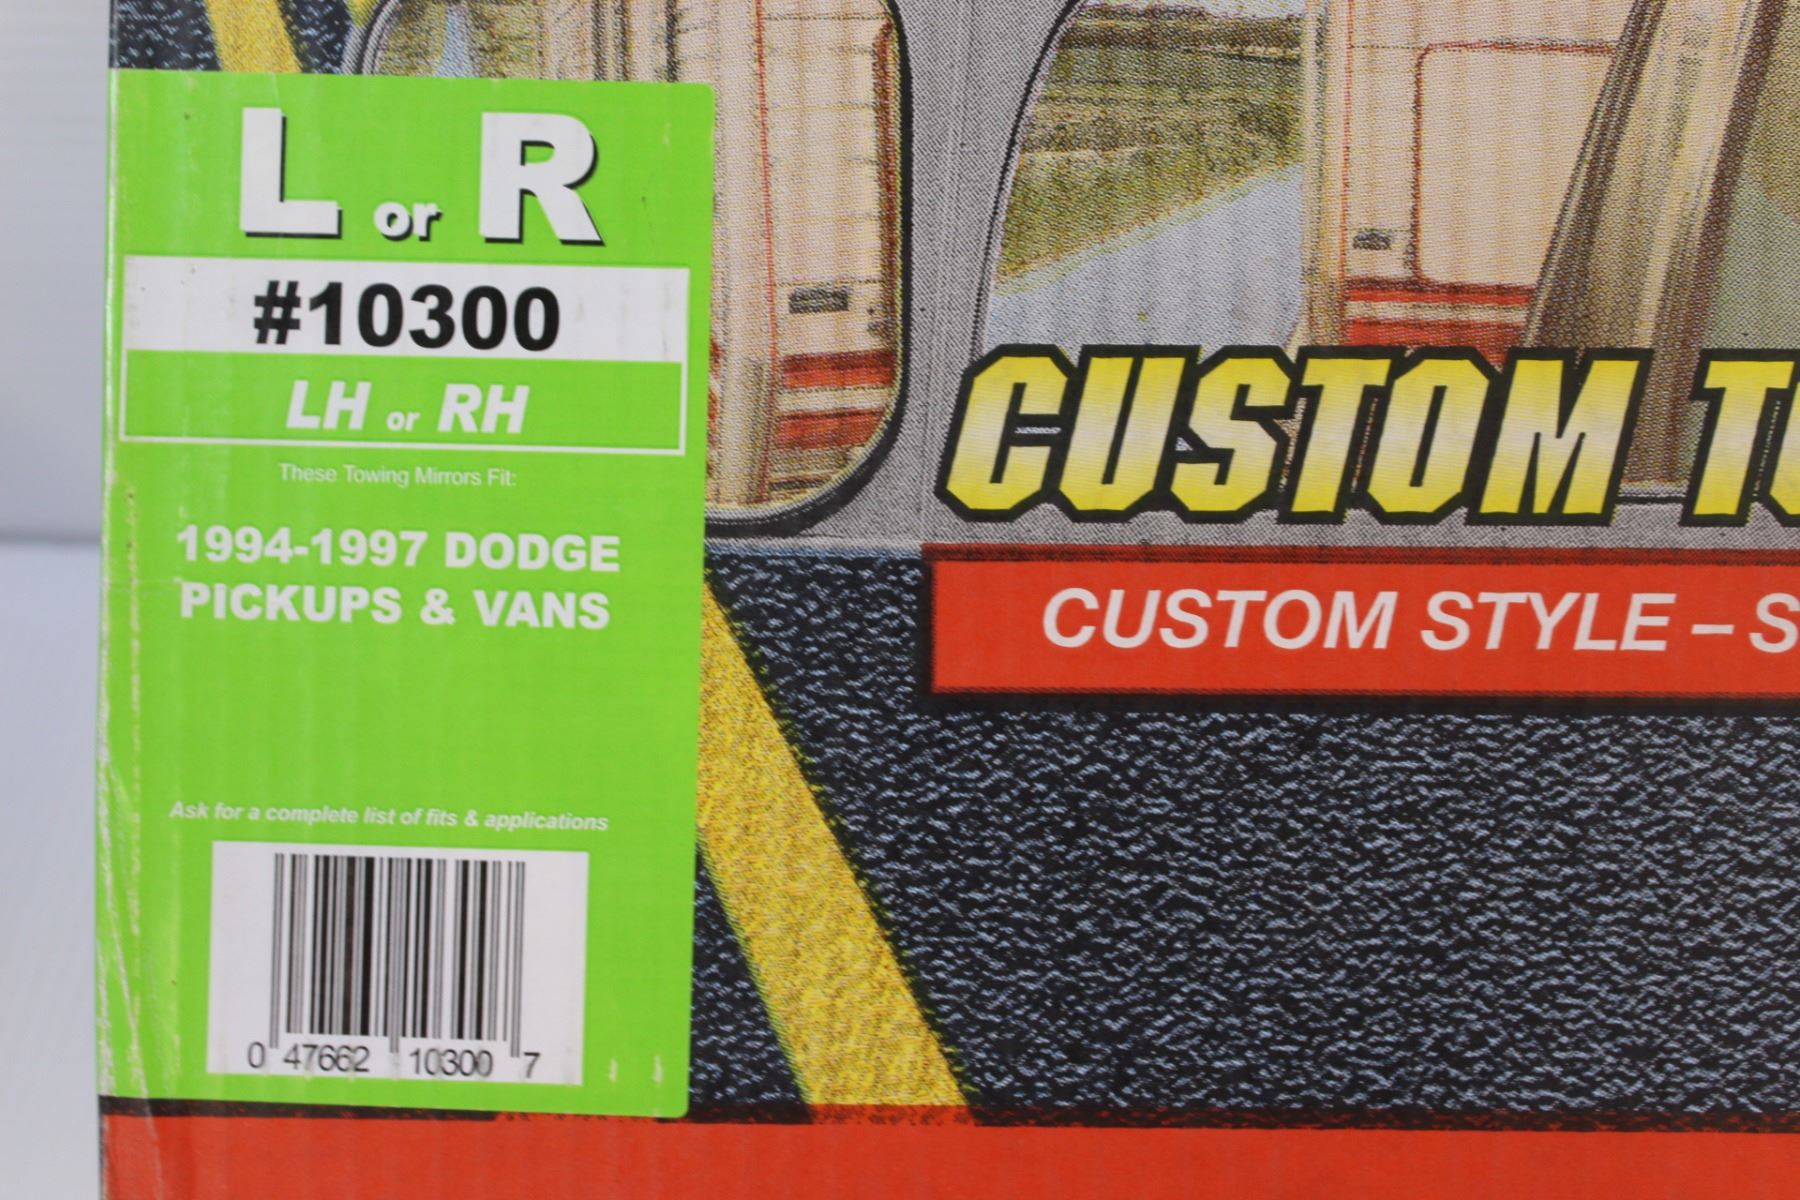 L or R
#10300
LH or RH
These Towing Mirrors Fit:
1994-1997 DODGE
PICKUPS & VANS
Ask for a complete list of fits & applications
0 47662 10300 7
CUSTOM
CUSTOM STYLE –